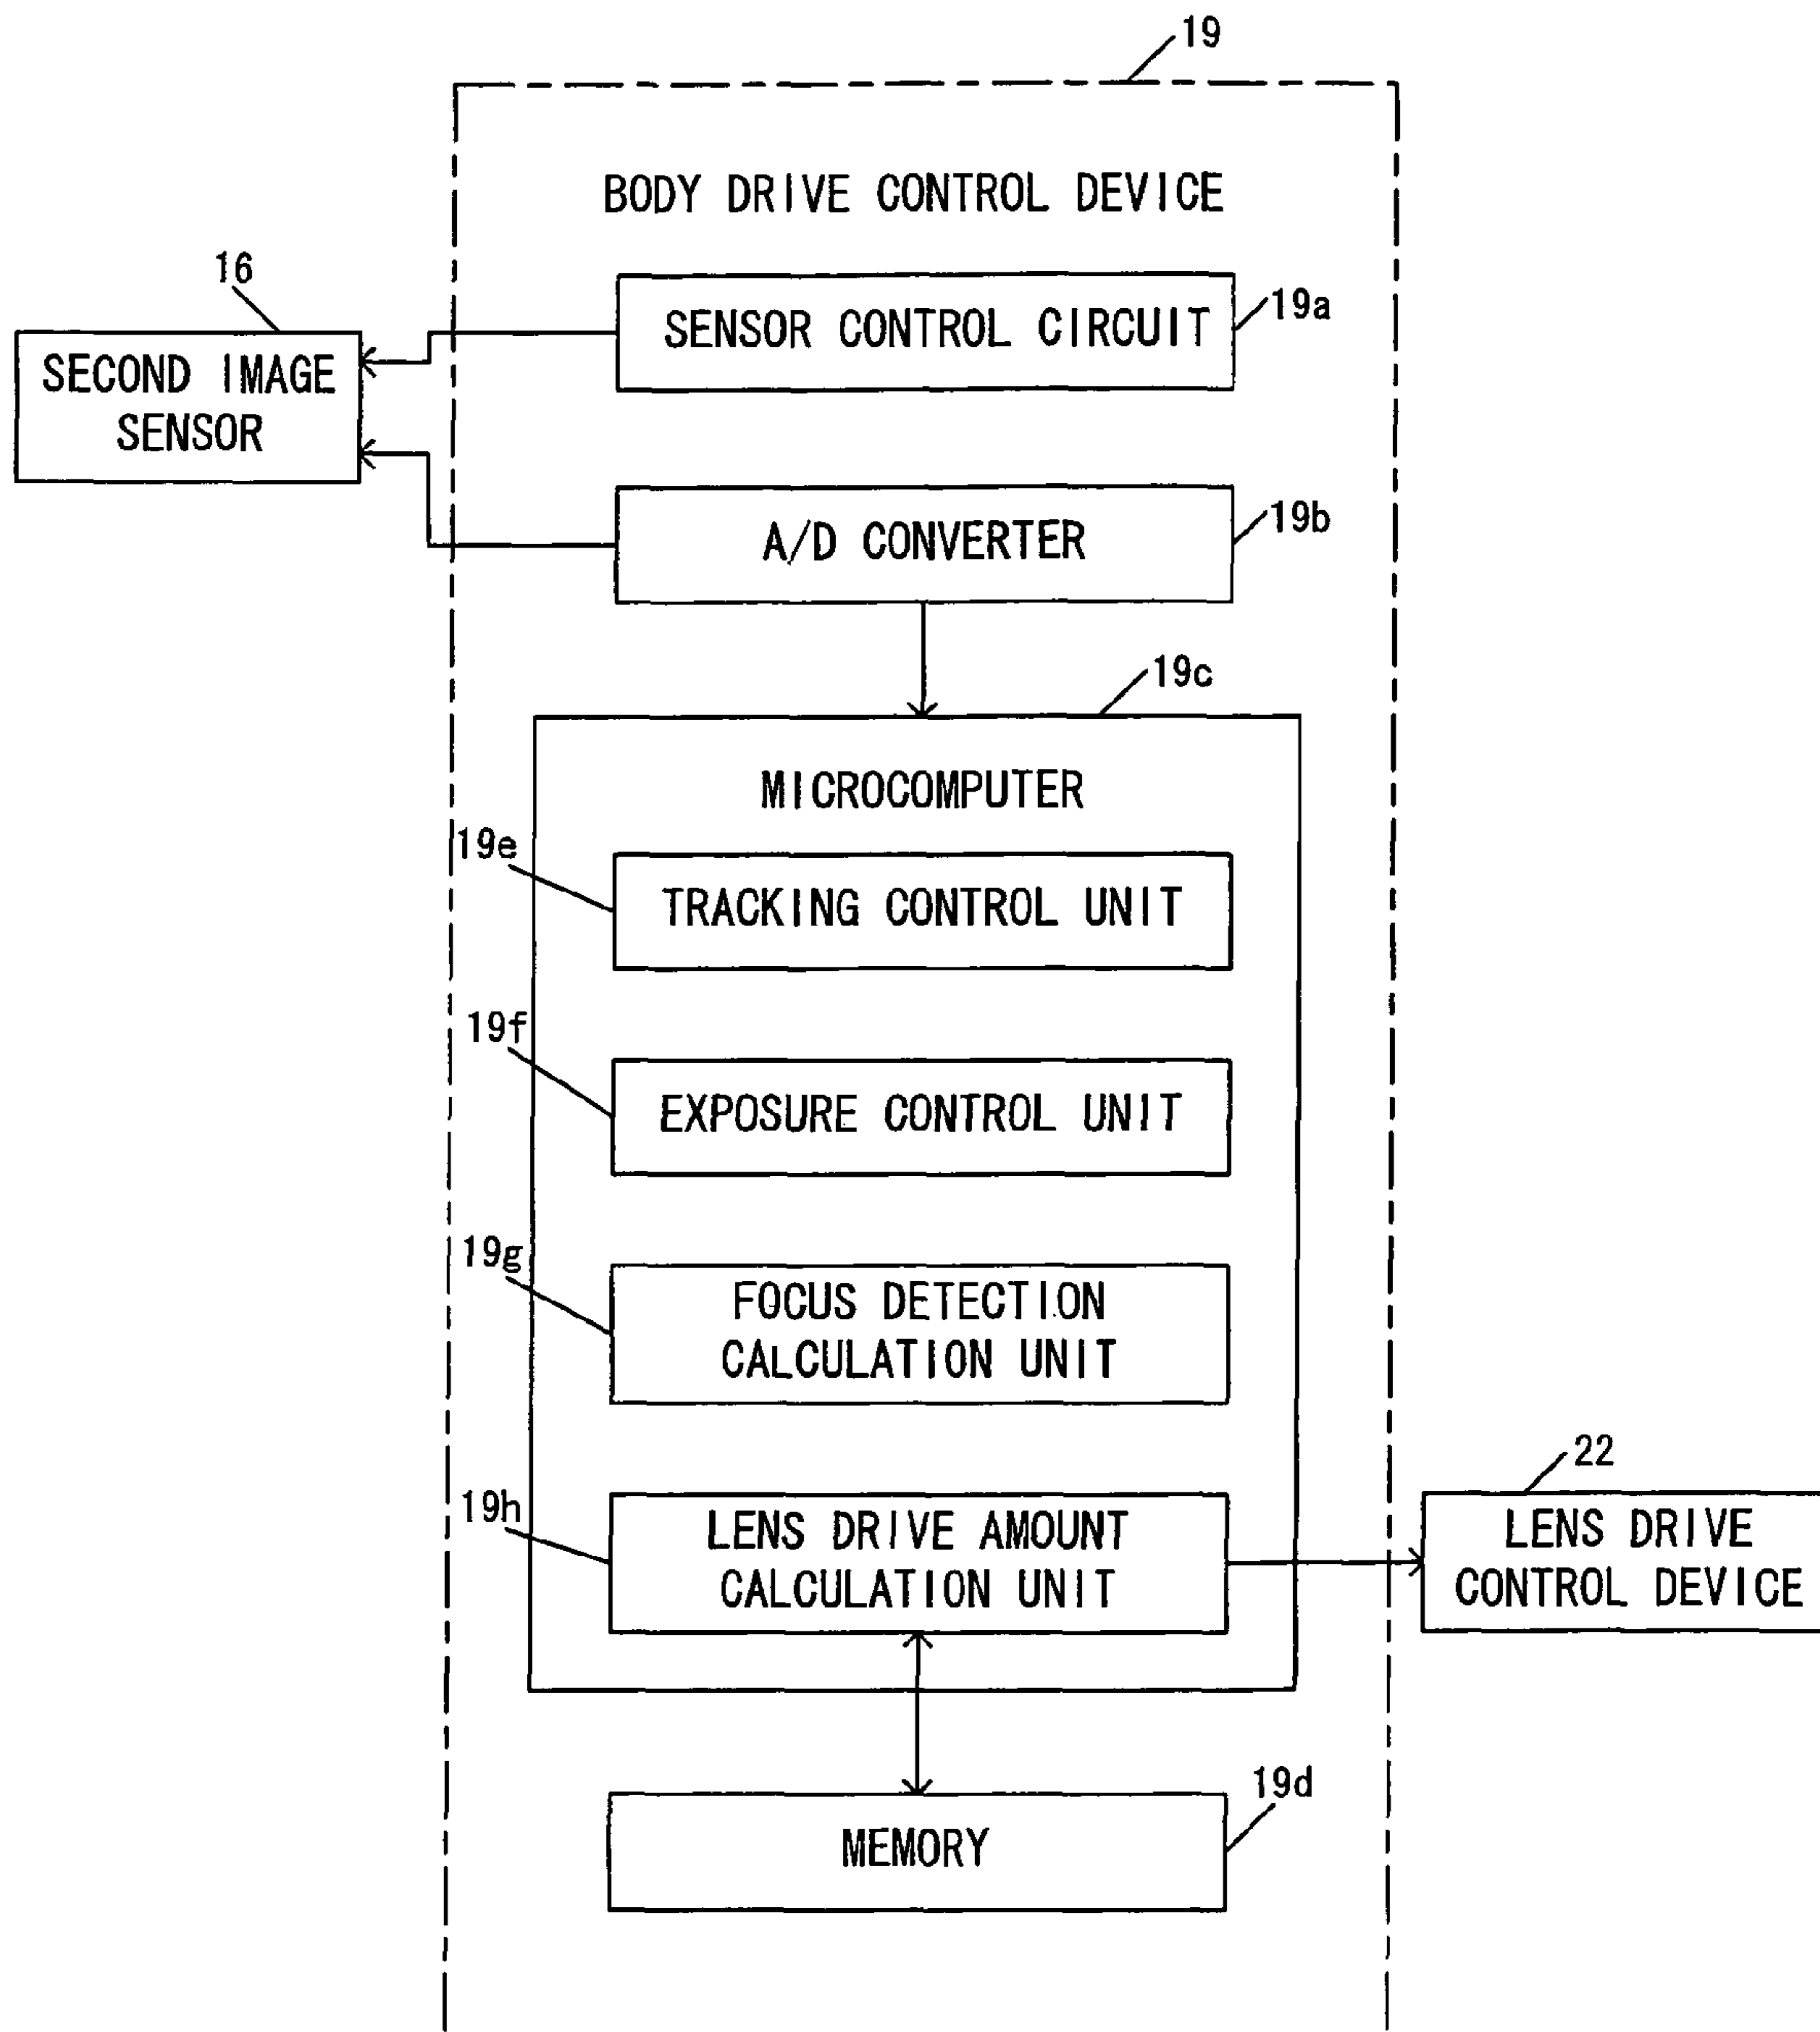 19
BODY DRIVE CONTROL DEVICE
16
SENSOR CONTROL CIRCUIT
19a
SECOND IMAGE
SENSOR
A/D CONVERTER
19b
19c
MICROCOMPUTER
19e
TRACKING CONTROL UNIT
19f
EXPOSURE CONTROL UNIT
19g
FOCUS DETECTION
CALCULATION UNIT
19h
LENS DRIVE AMOUNT
CALCULATION UNIT
22
LENS DRIVE
CONTROL DEVICE
19d
MEMORY